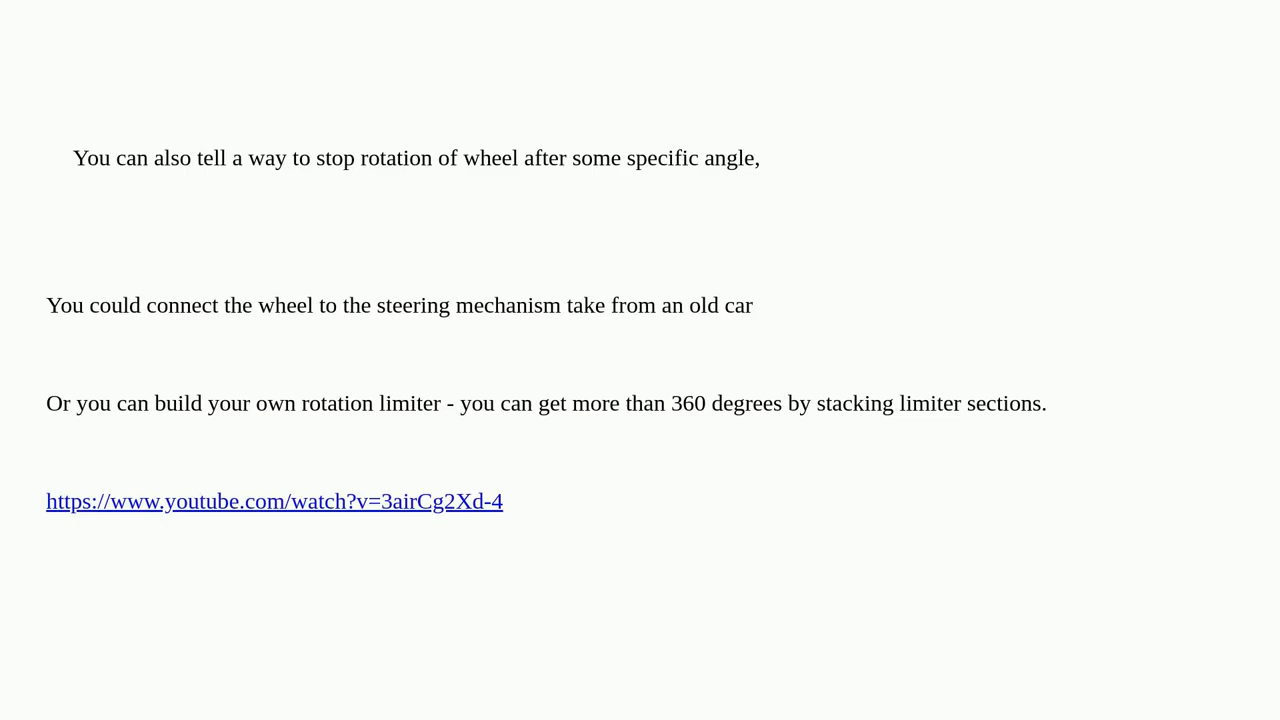 You can also tell a way to stop rotation of wheel after some specific angle,
You could connect the wheel to the steering mechanism take from an old car
Or you can build your own rotation limiter - you can get more than 360 degrees by stacking limiter sections.
https://www.youtube.com/watch?v=3airCg2Xd-4